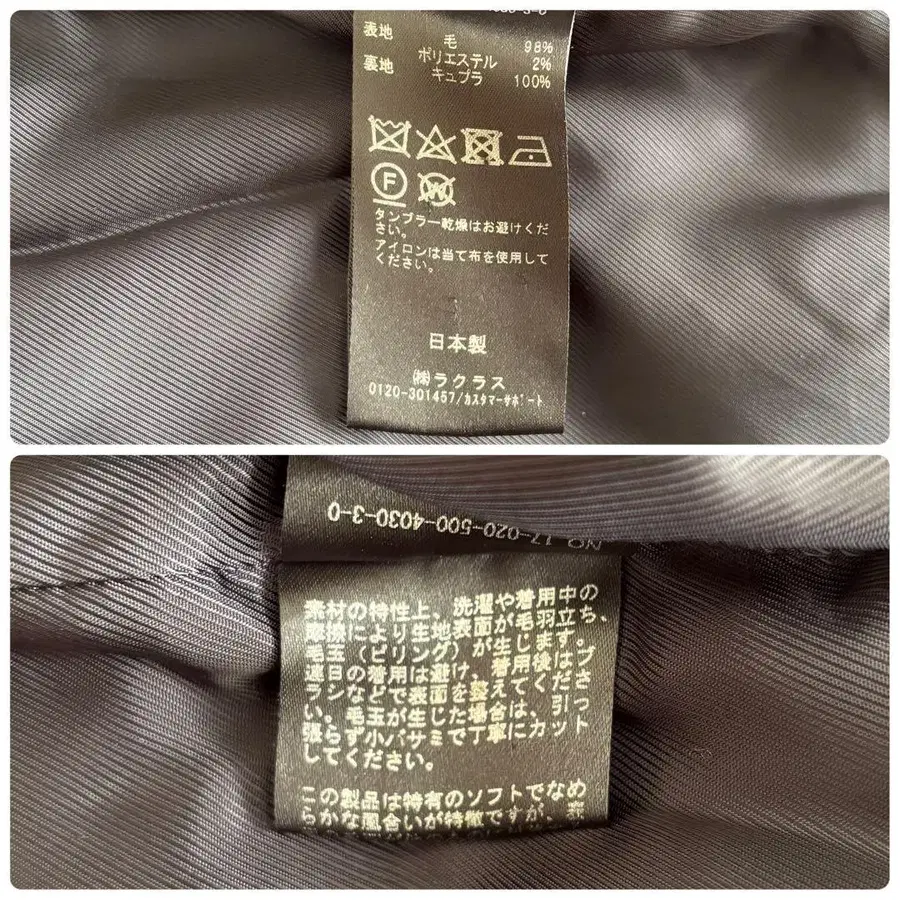 表地 毛 98%
ポリエステル 2%
裏地 キュプラ 100%
F
W
タンブラー乾燥はお避けくだ
さい。
アイロンは当て布を使用して
ください。
日本製
㈱ラクラス
0120-301457/カスタマーサポート
NO 17-020-500-4030-3-0
素材の特性上、洗濯や着用中の
摩擦により生地表面が毛羽立ち、
毛玉(ピリング)が生じます。
連日の着用は避け、着用後はブ
ラシなどで表面を整えてくださ
い。毛玉が生じた場合は、引っ
張らず小バサミで丁寧にカット
してください。
この製品は特有のソフトでなめ
らかな風合いが特徴ですが、